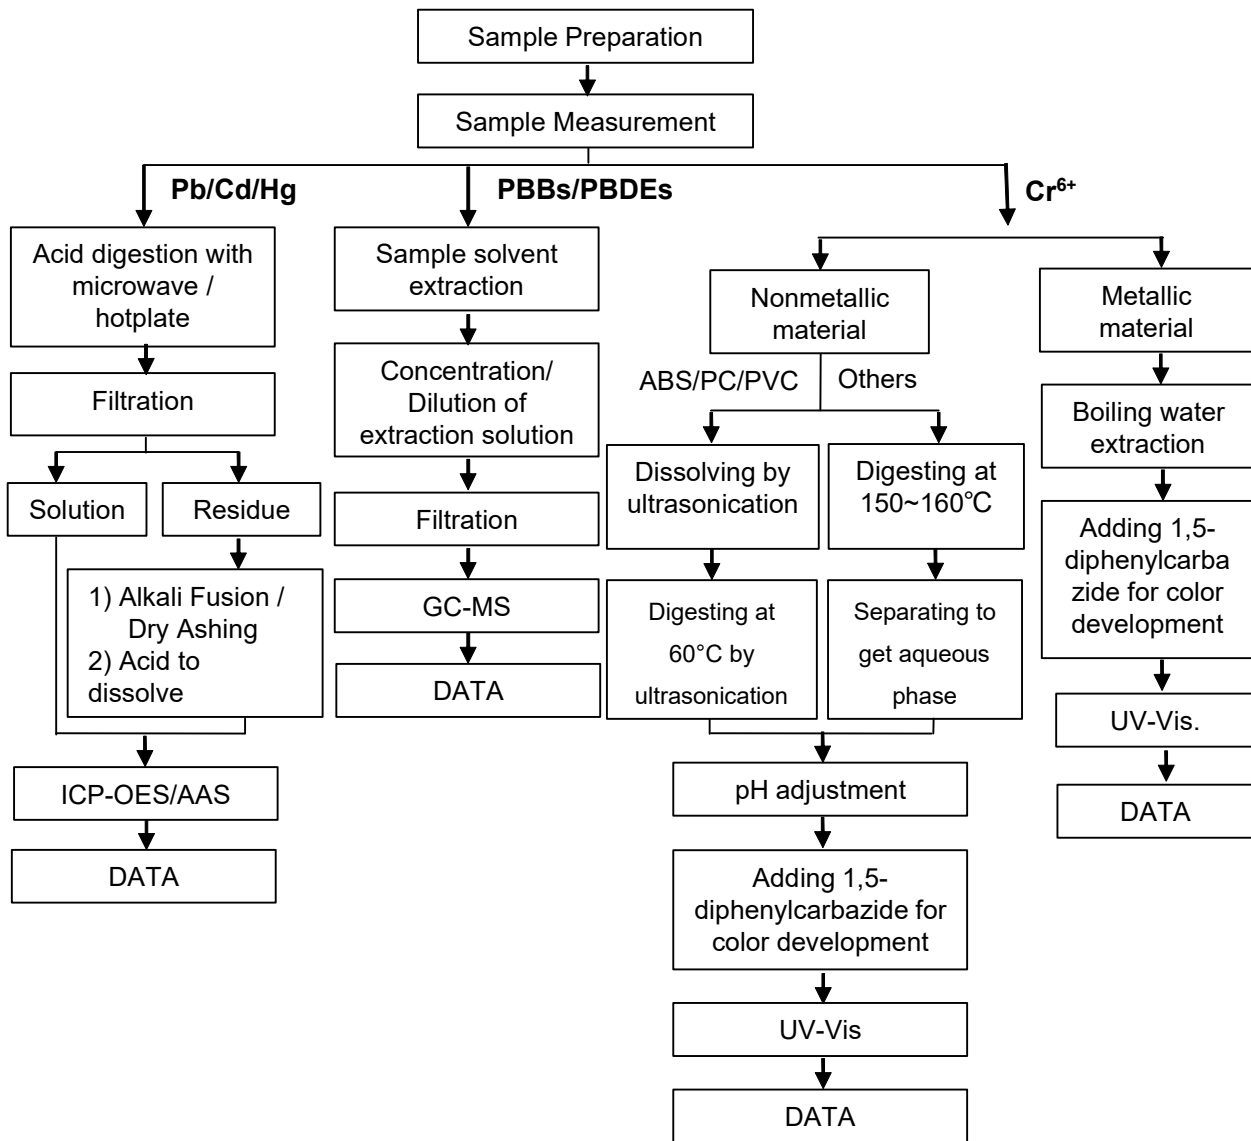 Sample Preparation
Sample Measurement
Pb/Cd/Hg
PBBs/PBDEs
Cr⁶⁺
Acid digestion with
microwave /
hotplate
Filtration
Solution
Residue
1) Alkali Fusion /
Dry Ashing
2) Acid to
dissolve
ICP-OES/AAS
DATA
Sample solvent
extraction
Concentration/
Dilution of
extraction solution
Filtration
GC-MS
DATA
Nonmetallic
material
ABS/PC/PVC
Others
Dissolving by
ultrasonication
Digesting at
60°C by
ultrasonication
Digesting at
150~160℃
Separating to
get aqueous
phase
pH adjustment
Adding 1,5-
diphenylcarbazide for
color development
UV-Vis
DATA
Metallic
material
Boiling water
extraction
Adding 1,5-
diphenylcarba
zide for color
development
UV-Vis.
DATA